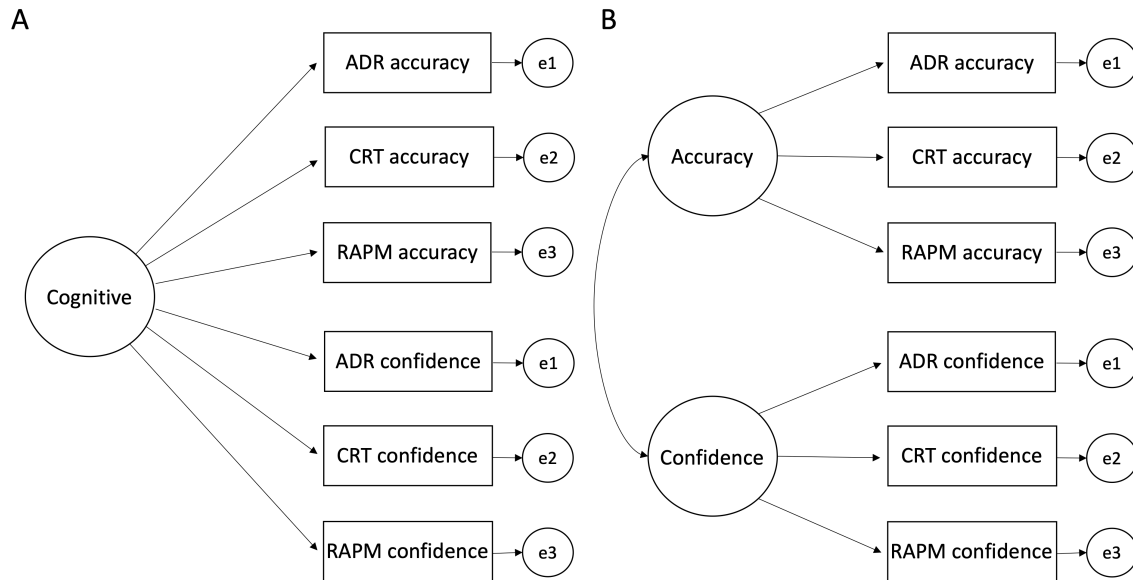 A
ADR accuracy
e1
CRT accuracy
e2
RAPM accuracy
e3
Cognitive
ADR confidence
e1
CRT confidence
e2
RAPM confidence
e3
B
ADR accuracy
e1
Accuracy
CRT accuracy
e2
RAPM accuracy
e3
ADR confidence
e1
Confidence
CRT confidence
e2
RAPM confidence
e3